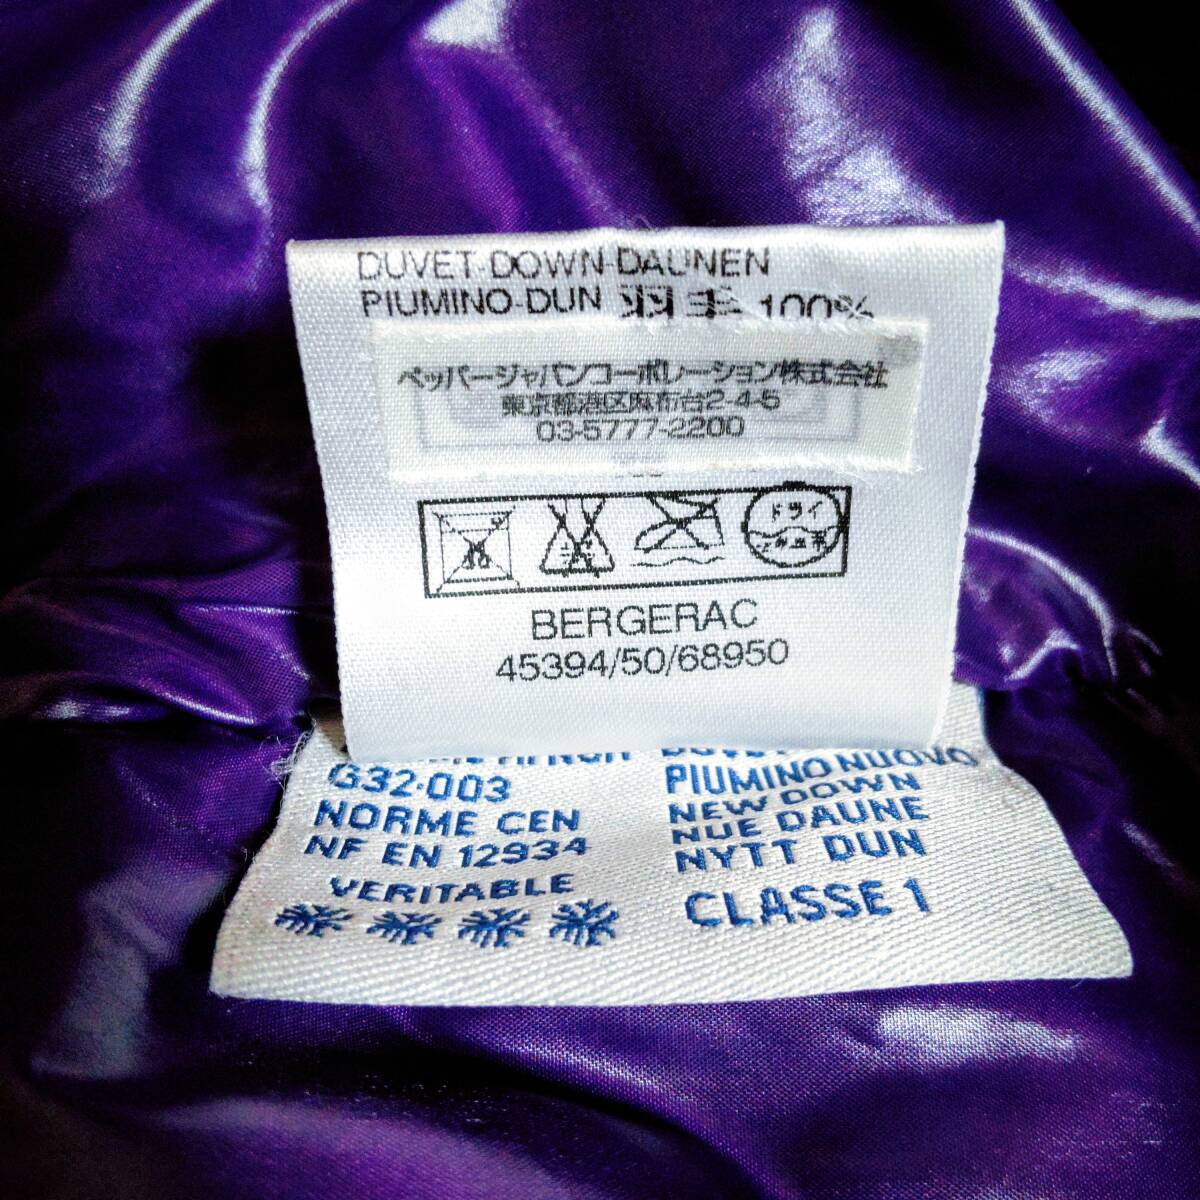 DUVET-DOWN-DAUNEN
PIUMINO-DUN 羽毛 100%
ペッパージャパンコーポレーション株式会社
東京都港区麻布台2-4-5
03-5777-2200
ドライ
BERGERAC
45394/50/68950
G32-003
NORME CEN
NF EN 12934
VERITABLE
DUVET
PIUMINO NUOVO
NEW DOWN
NUE DAUNE
NYTT DUN
CLASSE 1